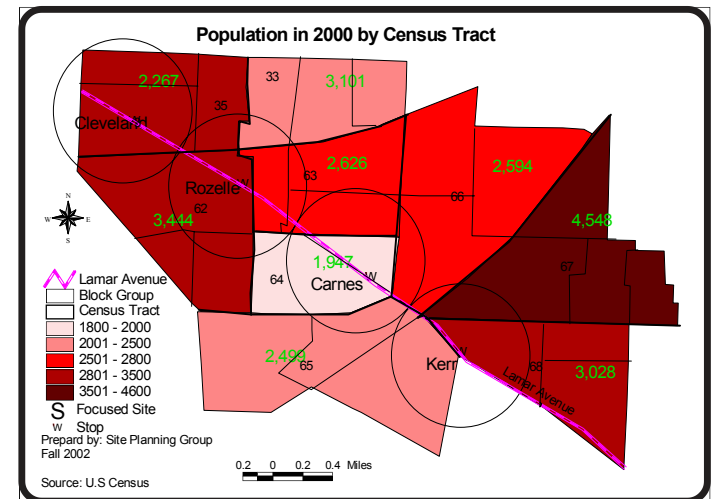 Population in 2000 by Census Tract
2,267
33
3,101
35
Cleveland
2,626
63
2,594
66
Rozelle
w
62
3,444
4,548
N
W
E
S
1,947
W
67
64
Carnes
Lamar Avenue
Block Group
Census Tract
1800 - 2000
2001 - 2500
2501 - 2800
2801 - 3500
3501 - 4600
S Focused Site
w Stop
2,499
65
Kerr
w
68
3,028
Lamar Avenue
Prepard by: Site Planning Group
Fall 2002
0.2 0 0.2 0.4 Miles
Source: U.S Census